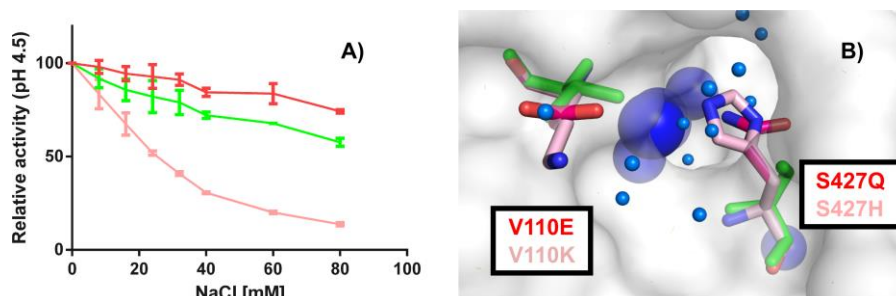 A)
Relative activity (pH 4.5)
100
50
0
0
20
40
60
80
100
NaCl [mM]
B)
V110E
V110K
S427Q
S427H